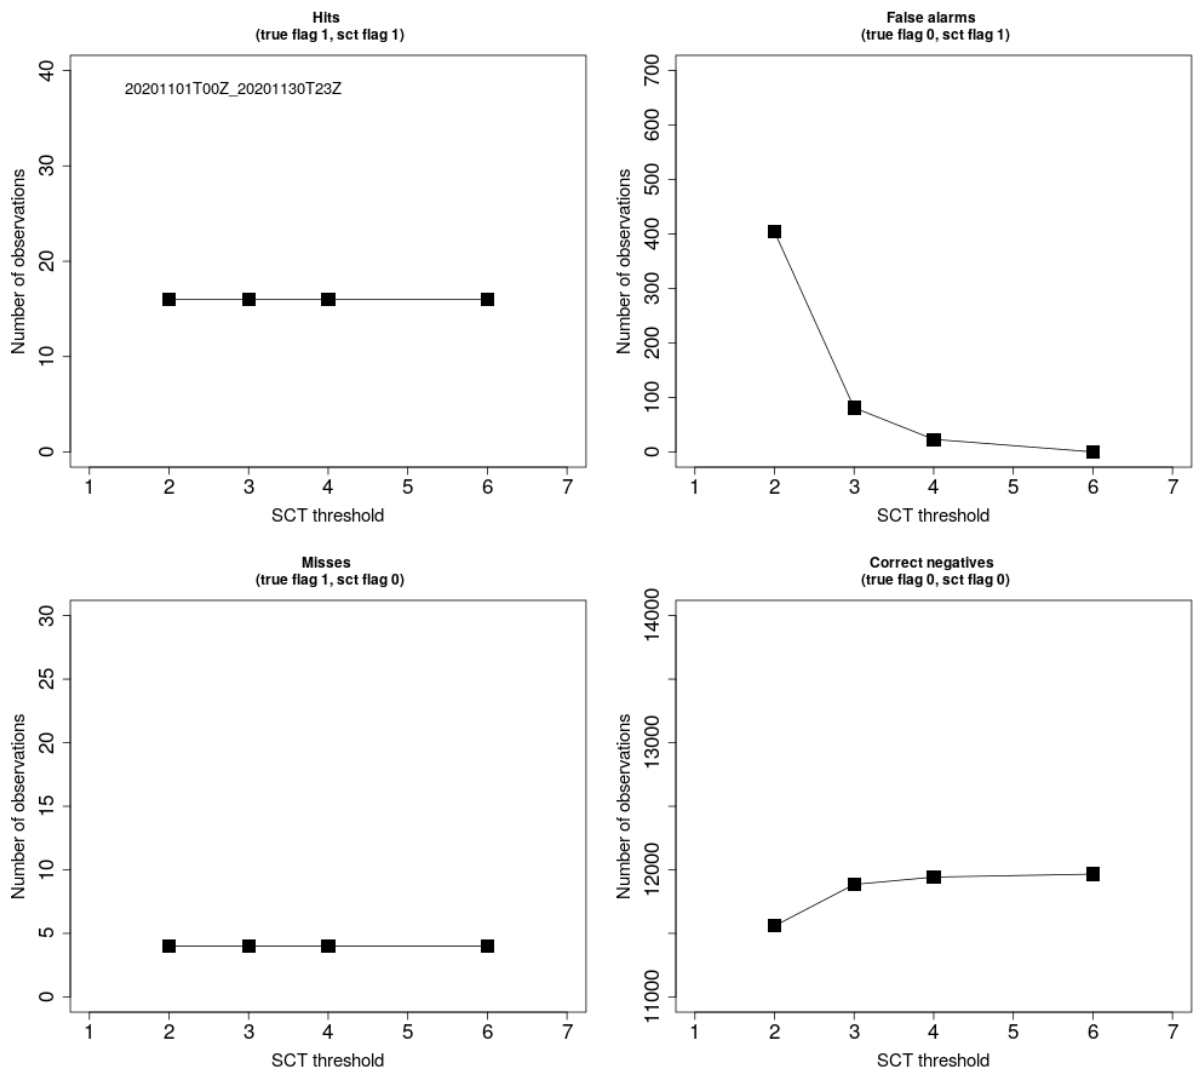 Hits
(true flag 1, sct flag 1)
20201101T00Z_20201130T23Z
Number of observations
40
30
20
10
0
1 2 3 4 5 6 7
SCT threshold
False alarms
(true flag 0, sct flag 1)
Number of observations
700
600
500
400
300
200
100
0
1 2 3 4 5 6 7
SCT threshold
Misses
(true flag 1, sct flag 0)
Number of observations
30
25
20
15
10
5
0
1 2 3 4 5 6 7
SCT threshold
Correct negatives
(true flag 0, sct flag 0)
Number of observations
14000
13000
12000
11000
1 2 3 4 5 6 7
SCT threshold